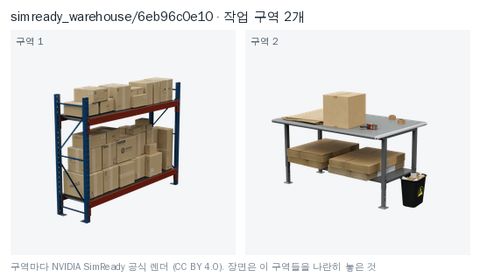 simready_warehouse/6eb96c0e10 · 작업 구역 2개
구역 1
구역 2
구역마다 NVIDIA SimReady 공식 렌더 (CC BY 4.0). 장면은 이 구역들을 나란히 놓은 것